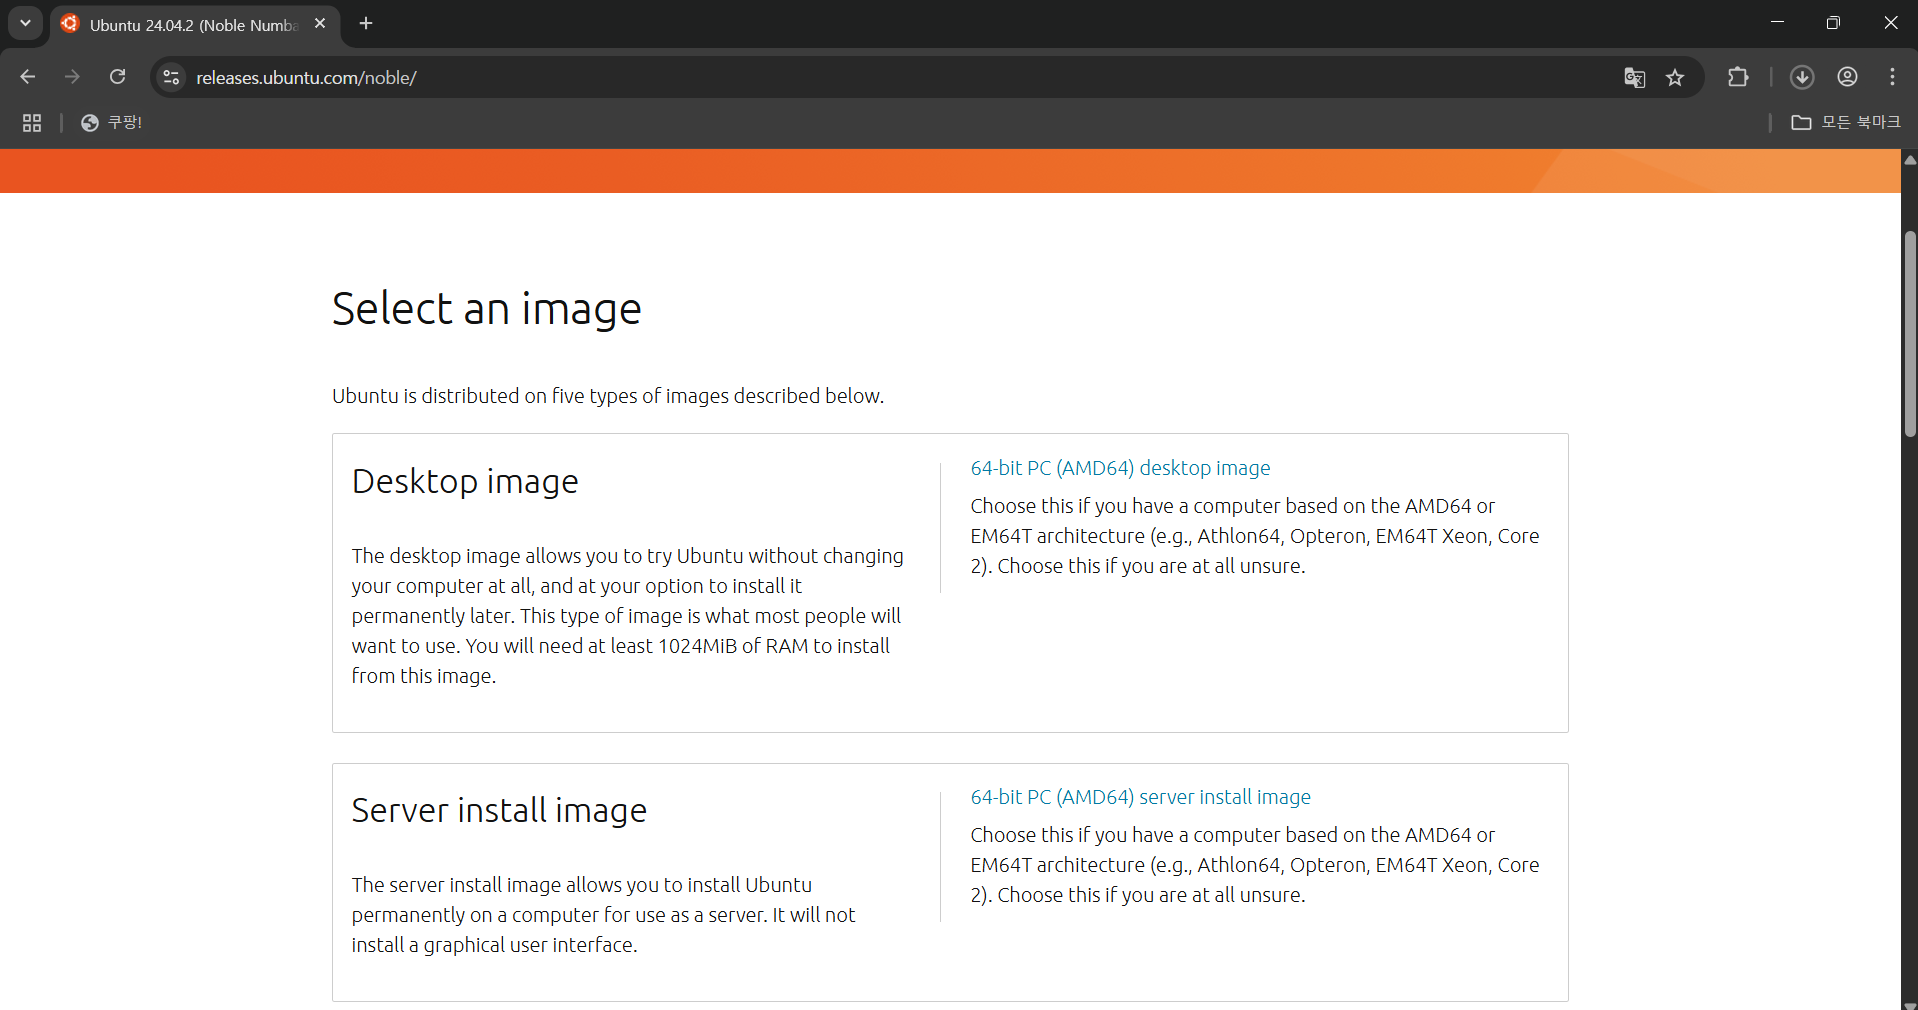 Ubuntu 24.04.2 (Noble Numba
releases.ubuntu.com/noble/
쿠팡!
모든 북마크
Select an image
Ubuntu is distributed on five types of images described below.
Desktop image
The desktop image allows you to try Ubuntu without changing
your computer at all, and at your option to install it
permanently later. This type of image is what most people will
want to use. You will need at least 1024MiB of RAM to install
from this image.
64-bit PC (AMD64) desktop image
Choose this if you have a computer based on the AMD64 or
EM64T architecture (e.g., Athlon64, Opteron, EM64T Xeon, Core
2). Choose this if you are at all unsure.
Server install image
The server install image allows you to install Ubuntu
permanently on a computer for use as a server. It will not
install a graphical user interface.
64-bit PC (AMD64) server install image
Choose this if you have a computer based on the AMD64 or
EM64T architecture (e.g., Athlon64, Opteron, EM64T Xeon, Core
2). Choose this if you are at all unsure.